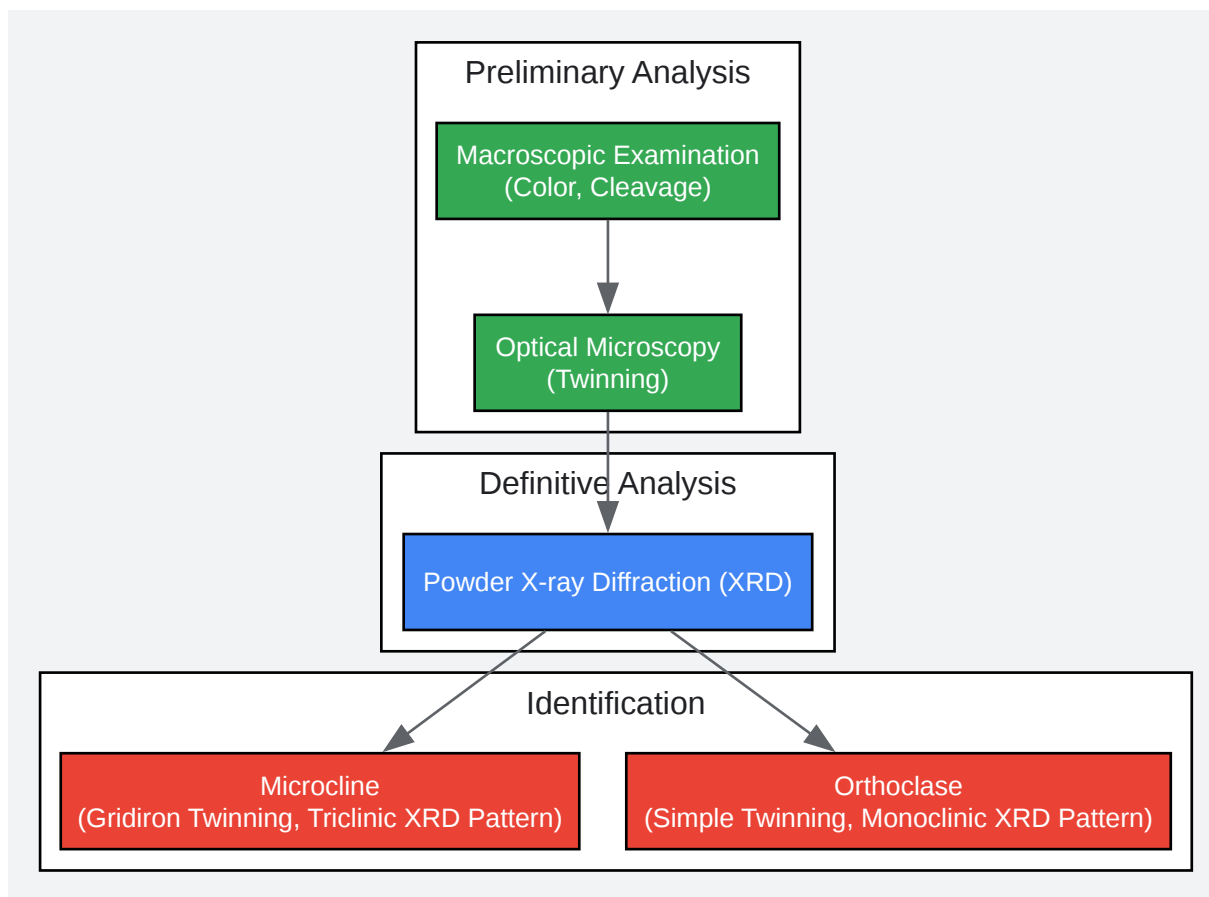 Preliminary Analysis
Macroscopic Examination
(Color, Cleavage)
Optical Microscopy
(Twinning)
Definitive Analysis
Powder X-ray Diffraction (XRD)
Identification
Microcline
(Gridiron Twinning, Triclinic XRD Pattern)
Orthoclase
(Simple Twinning, Monoclinic XRD Pattern)